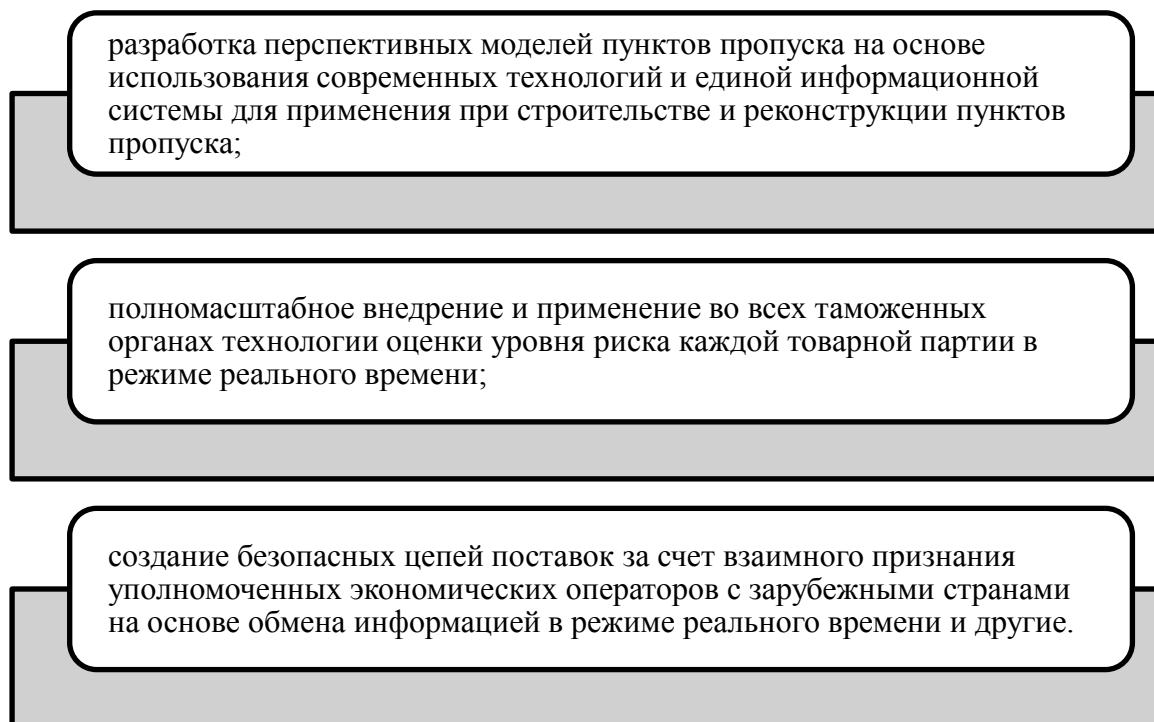 разработка перспективных моделей пунктов пропуска на основе
использования современных технологий и единой информационной
системы для применения при строительстве и реконструкции пунктов
пропуска;
полномасштабное внедрение и применение во всех таможенных
органах технологии оценки уровня риска каждой товарной партии в
режиме реального времени;
создание безопасных цепей поставок за счет взаимного признания
уполномоченных экономических операторов с зарубежными странами
на основе обмена информацией в режиме реального времени и другие.